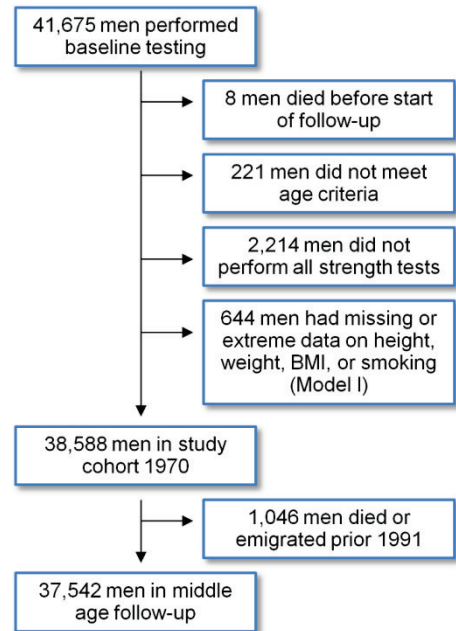 41,675 men performed
baseline testing
8 men died before start
of follow-up
221 men did not meet
age criteria
2,214 men did not
perform all strength tests
644 men had missing or
extreme data on height,
weight, BMI, or smoking
(Model I)
38,588 men in study
cohort 1970
1,046 men died or
emigrated prior 1991
37,542 men in middle
age follow-up